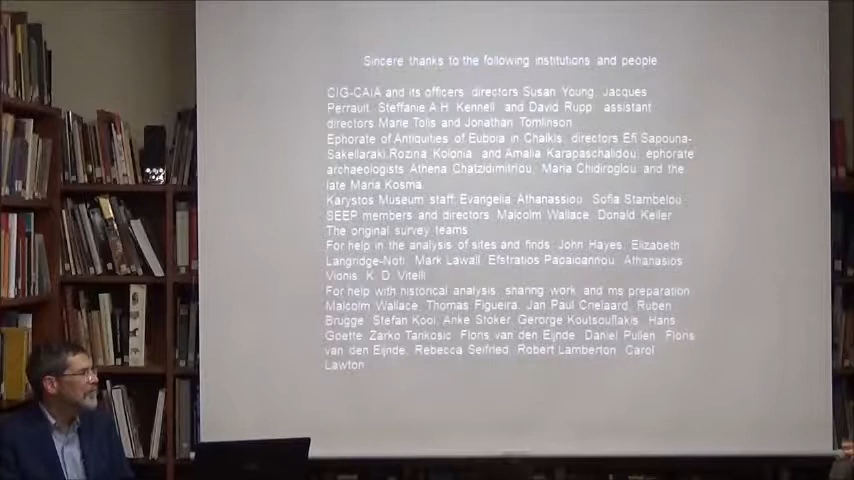 Sincere thanks to the following institutions and people
CIG-CAIA and its officers, directors Susan Young, Jacques
Perrault, Steffanie A.H. Kennell, and David Rupp, assistant
directors Marie Tolis and Jonathan Tomlinson
Ephorate of Antiquities of Euboia in Chalkis, directors Efi Sapouna-
Sakellaraki,Rozina Kolonia, and Amalia Karapaschalidou, ephorate
archaeologists Athena Chatzidimitriou, Maria Chidiroglou and the
late Maria Kosma
Karystos Museum staff, Evangelia Athanassiou, Sofia Stambelou
SEEP members and directors, Malcolm Wallace, Donald Keller
The original survey teams
For help in the analysis of sites and finds, John Hayes, Elizabeth
Langridge-Noti, Mark Lawall, Efstratios Papaioannou, Athanasios
Vionis, K. D. Vitelli
For help with historical analysis, sharing work, and ms preparation
Malcolm Wallace, Thomas Figueira, Jan Paul Crielaard, Ruben
Brugge, Stefan Kooi, Anke Stoker, Gerorge Koutsouflakis, Hans
Goette, Zarko Tankosic, Floris van den Eijnde, Daniel Pullen, Floris
van den Eijnde, Rebecca Seifried, Robert Lamberton, Carol
Lawton